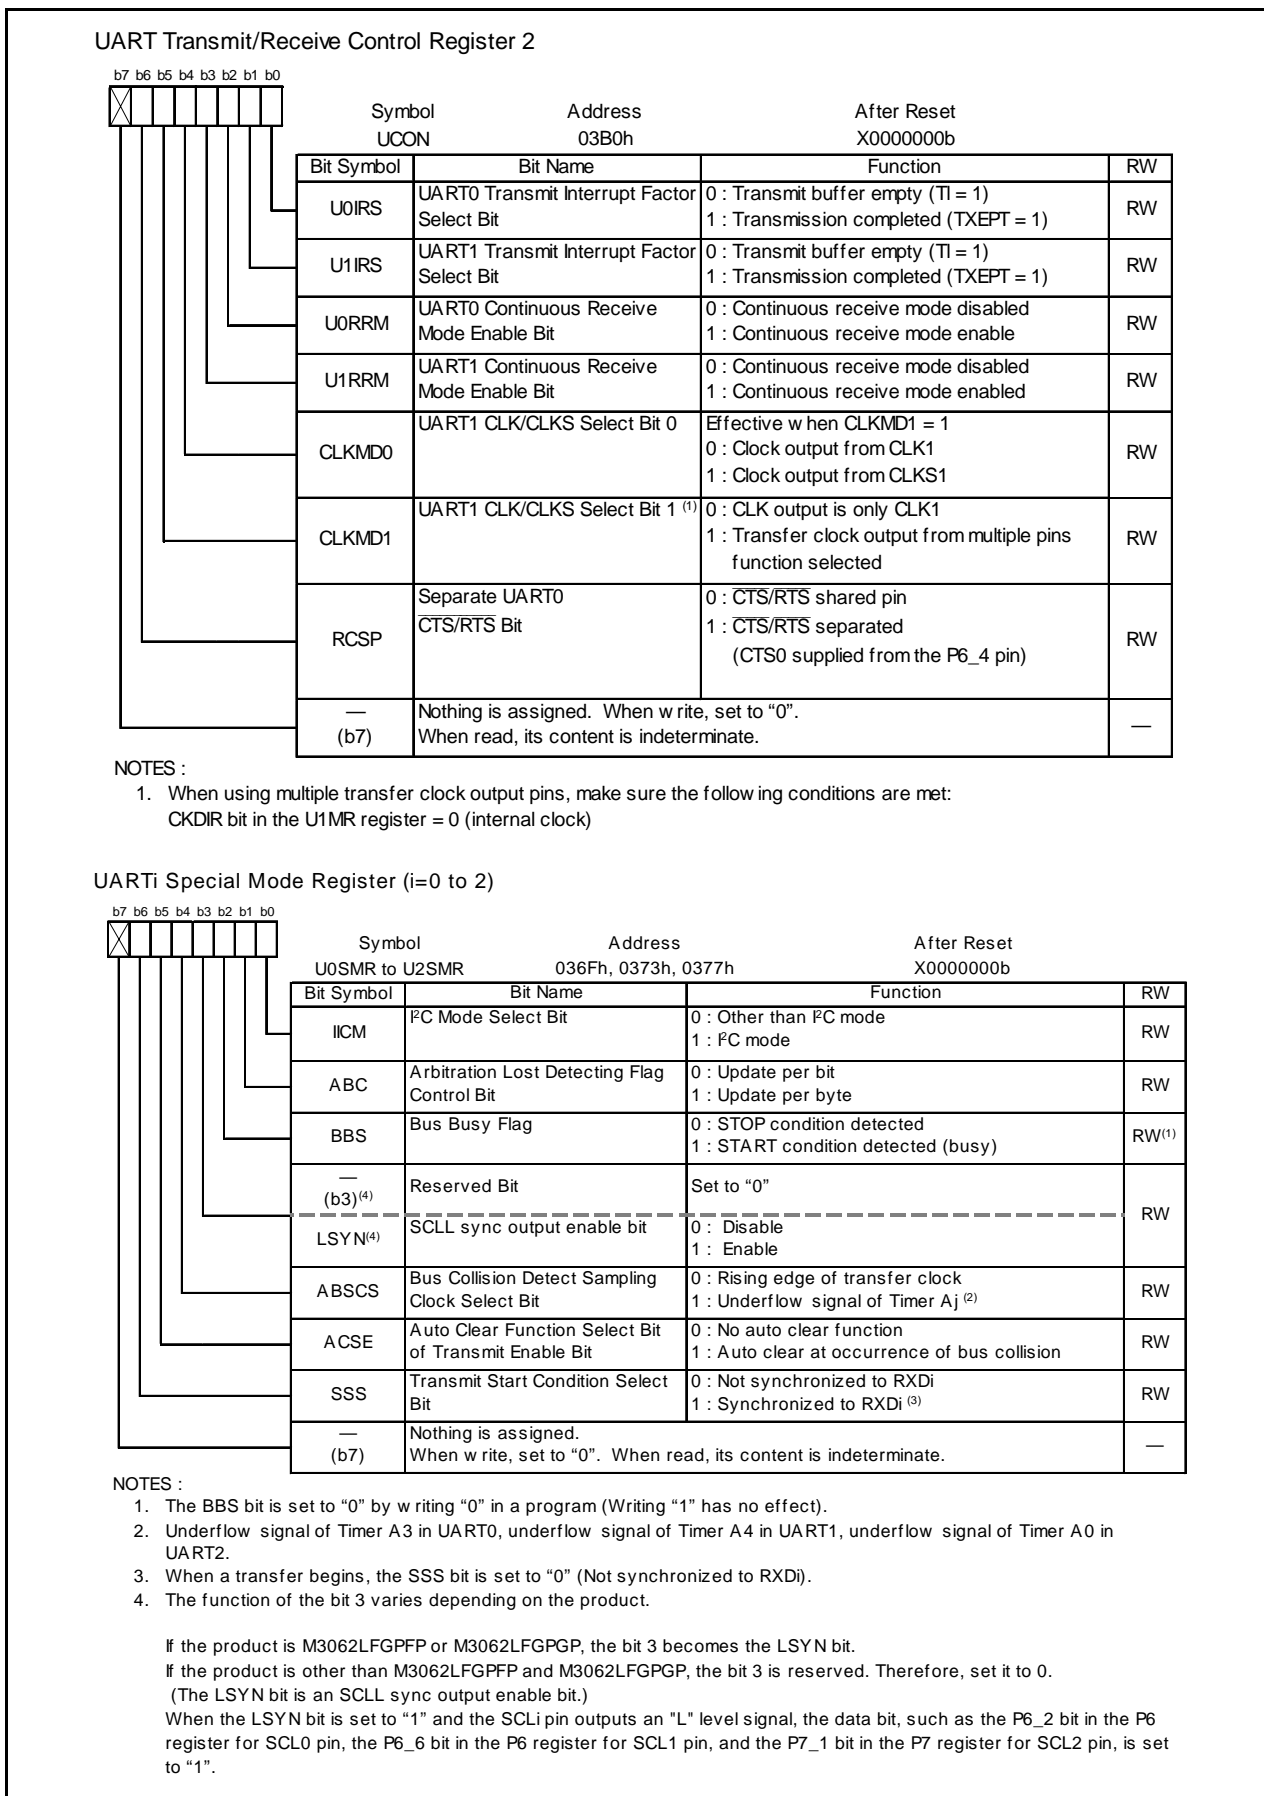 UART Transmit/Receive Control Register 2
b7 b6 b5 b4 b3 b2 b1 b0
Symbol Address After Reset
UCON 03B0h X0000000b
Bit Symbol Bit Name Function RW
U0IRS UART0 Transmit Interrupt Factor Select Bit 0 : Transmit buffer empty (TI = 1)
1 : Transmission completed (TXEPT = 1) RW
U1IRS UART1 Transmit Interrupt Factor Select Bit 0 : Transmit buffer empty (TI = 1)
1 : Transmission completed (TXEPT = 1) RW
U0RRM UART0 Continuous Receive Mode Enable Bit 0 : Continuous receive mode disabled
1 : Continuous receive mode enable RW
U1RRM UART1 Continuous Receive Mode Enable Bit 0 : Continuous receive mode disabled
1 : Continuous receive mode enabled RW
CLKMD0 UART1 CLK/CLKS Select Bit 0 Effective when CLKMD1 = 1
0 : Clock output from CLK1
1 : Clock output from CLKS1 RW
CLKMD1 UART1 CLK/CLKS Select Bit 1 (1) 0 : CLK output is only CLK1
1 : Transfer clock output from multiple pins
function selected RW
RCSP Separate UART0 CTS/RTS Bit 0 : CTS/RTS shared pin
1 : CTS/RTS separated
(CTS0 supplied from the P6_4 pin) RW
— (b7) Nothing is assigned. When write, set to “0”.
When read, its content is indeterminate. —
NOTES :
1. When using multiple transfer clock output pins, make sure the following conditions are met:
CKDIR bit in the U1MR register = 0 (internal clock)
UARTi Special Mode Register (i=0 to 2)
b7 b6 b5 b4 b3 b2 b1 b0
Symbol Address After Reset
U0SMR to U2SMR 036Fh, 0373h, 0377h X0000000b
Bit Symbol Bit Name Function RW
IICM I²C Mode Select Bit 0 : Other than I²C mode
1 : I²C mode RW
ABC Arbitration Lost Detecting Flag Control Bit 0 : Update per bit
1 : Update per byte RW
BBS Bus Busy Flag 0 : STOP condition detected
1 : START condition detected (busy) RW(1)
— (b3)(4) Reserved Bit Set to “0” RW
LSYN(4) SCLL sync output enable bit 0 : Disable
1 : Enable
ABSCS Bus Collision Detect Sampling Clock Select Bit 0 : Rising edge of transfer clock
1 : Underflow signal of Timer Aj (2) RW
ACSE Auto Clear Function Select Bit of Transmit Enable Bit 0 : No auto clear function
1 : Auto clear at occurrence of bus collision RW
SSS Transmit Start Condition Select Bit 0 : Not synchronized to RXDi
1 : Synchronized to RXDi (3) RW
— (b7) Nothing is assigned.
When write, set to “0”. When read, its content is indeterminate. —
NOTES :
1. The BBS bit is set to “0” by writing “0” in a program (Writing “1” has no effect).
2. Underflow signal of Timer A3 in UART0, underflow signal of Timer A4 in UART1, underflow signal of Timer A0 in
UART2.
3. When a transfer begins, the SSS bit is set to “0” (Not synchronized to RXDi).
4. The function of the bit 3 varies depending on the product.
If the product is M3062LFGPFP or M3062LFGPGP, the bit 3 becomes the LSYN bit.
If the product is other than M3062LFGPFP and M3062LFGPGP, the bit 3 is reserved. Therefore, set it to 0.
(The LSYN bit is an SCLL sync output enable bit.)
When the LSYN bit is set to “1” and the SCLi pin outputs an "L" level signal, the data bit, such as the P6_2 bit in the P6
register for SCL0 pin, the P6_6 bit in the P6 register for SCL1 pin, and the P7_1 bit in the P7 register for SCL2 pin, is set
to “1”.